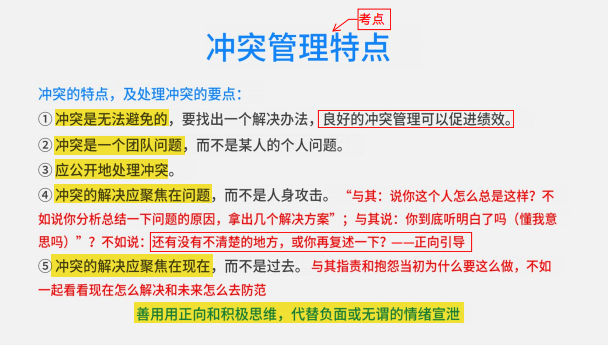 考点
冲突管理特点
冲突的特点，及处理冲突的要点：
① 冲突是无法避免的，要找出一个解决办法，良好的冲突管理可以促进绩效。
② 冲突是一个团队问题，而不是某人的个人问题。
③ 应公开地处理冲突。
④ 冲突的解决应聚焦在问题，而不是人身攻击。“与其：说你这个人怎么总是这样？不
如说你分析总结一下问题的原因，拿出几个解决方案”；与其说：你到底听明白了吗（懂我意
思吗）”？不如说：还有没有不清楚的地方，或你再复述一下？——正向引导
⑤ 冲突的解决应聚焦在现在，而不是过去。与其指责和抱怨当初为什么要这么做，不如
一起看看现在怎么解决和未来怎么去防范
善用用正向和积极思维，代替负面或无谓的情绪宣泄